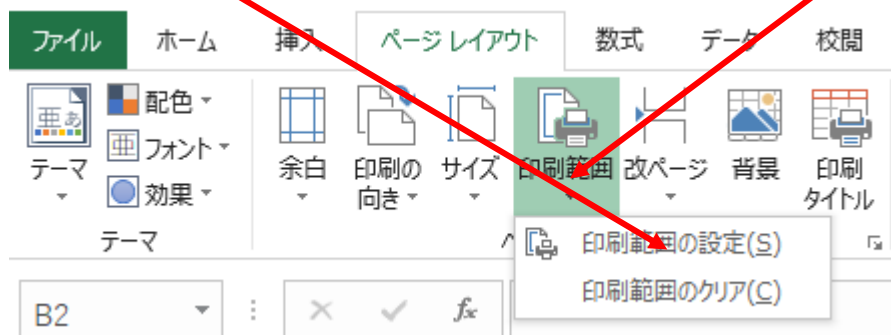 ファイル ホーム 挿入 ページ レイアウト 数式 データ 校閲
亜あ 配色
亜 フォント
効果
テーマ
余白 印刷の向き サイズ 印刷範囲 改ページ 背景 印刷タイトル
テーマ
印刷範囲の設定(S)
印刷範囲のクリア(C)
B2 fx